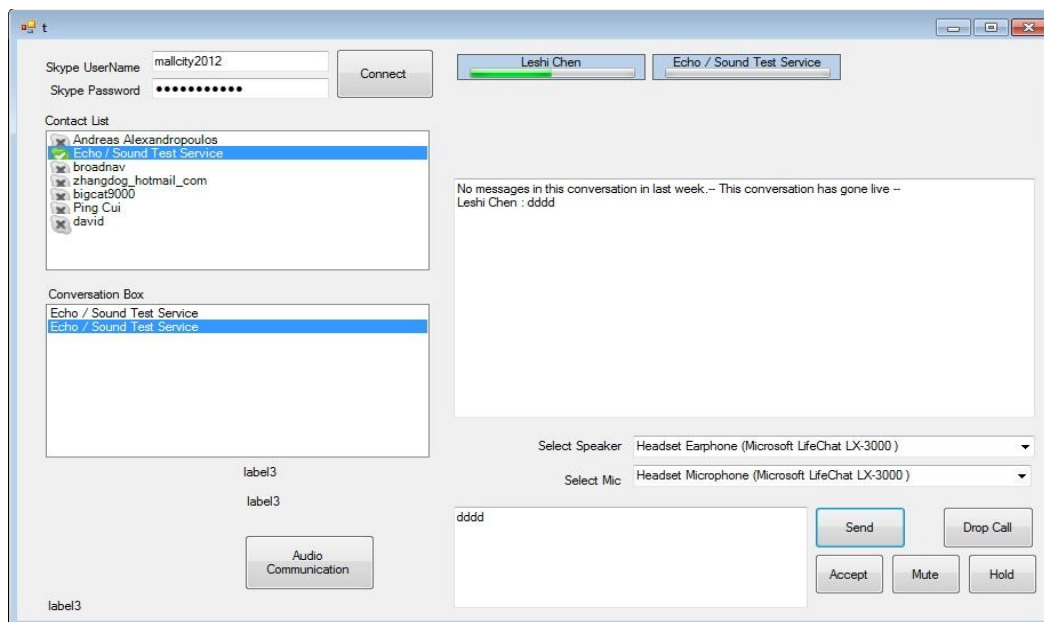 t
Skype UserName
mallcity2012
Connect
Skype Password
●●●●●●●●●●●
Leshi Chen
Echo / Sound Test Service
Contact List
Andreas Alexandropoulos
Echo / Sound Test Service
broadnav
zhangdog_hotmail_com
bigcat9000
Ping Cui
david
No messages in this conversation in last week.-- This conversation has gone live --
Leshi Chen : dddd
Conversation Box
Echo / Sound Test Service
Echo / Sound Test Service
Select Speaker
Headset Earphone (Microsoft LifeChat LX-3000 )
Select Mic
Headset Microphone (Microsoft LifeChat LX-3000 )
label3
label3
dddd
Send
Drop Call
Audio
Communication
Accept
Mute
Hold
label3